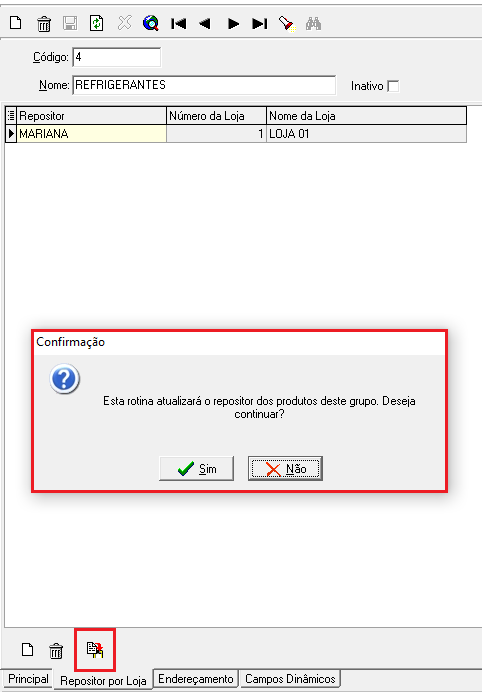 Código: 4
Nome: REFRIGERANTES Inativo
Repositor Número da Loja Nome da Loja
MARIANA 1 LOJA 01
Confirmação
Esta rotina atualizará o repositor dos produtos deste grupo. Deseja
continuar?
Sim Não
Principal Repositor por Loja Endereçamento Campos Dinâmicos